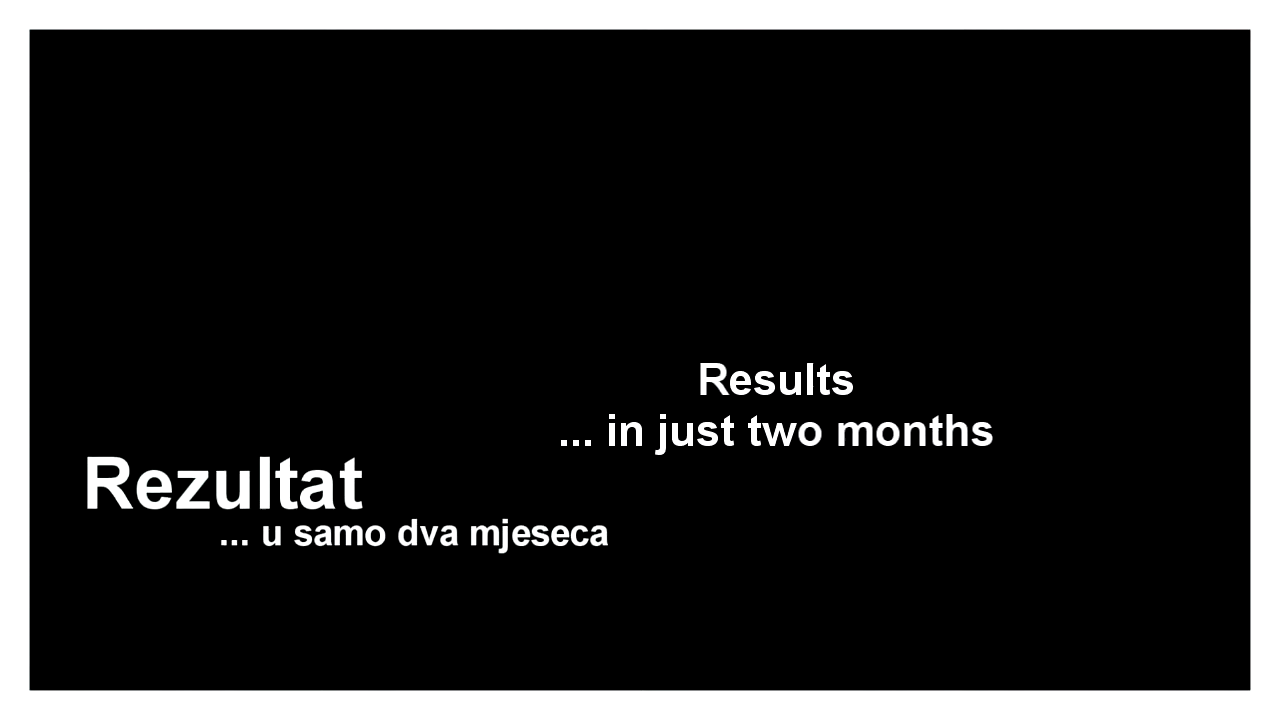 Results
... in just two months
Rezultat
... u samo dva mjeseca